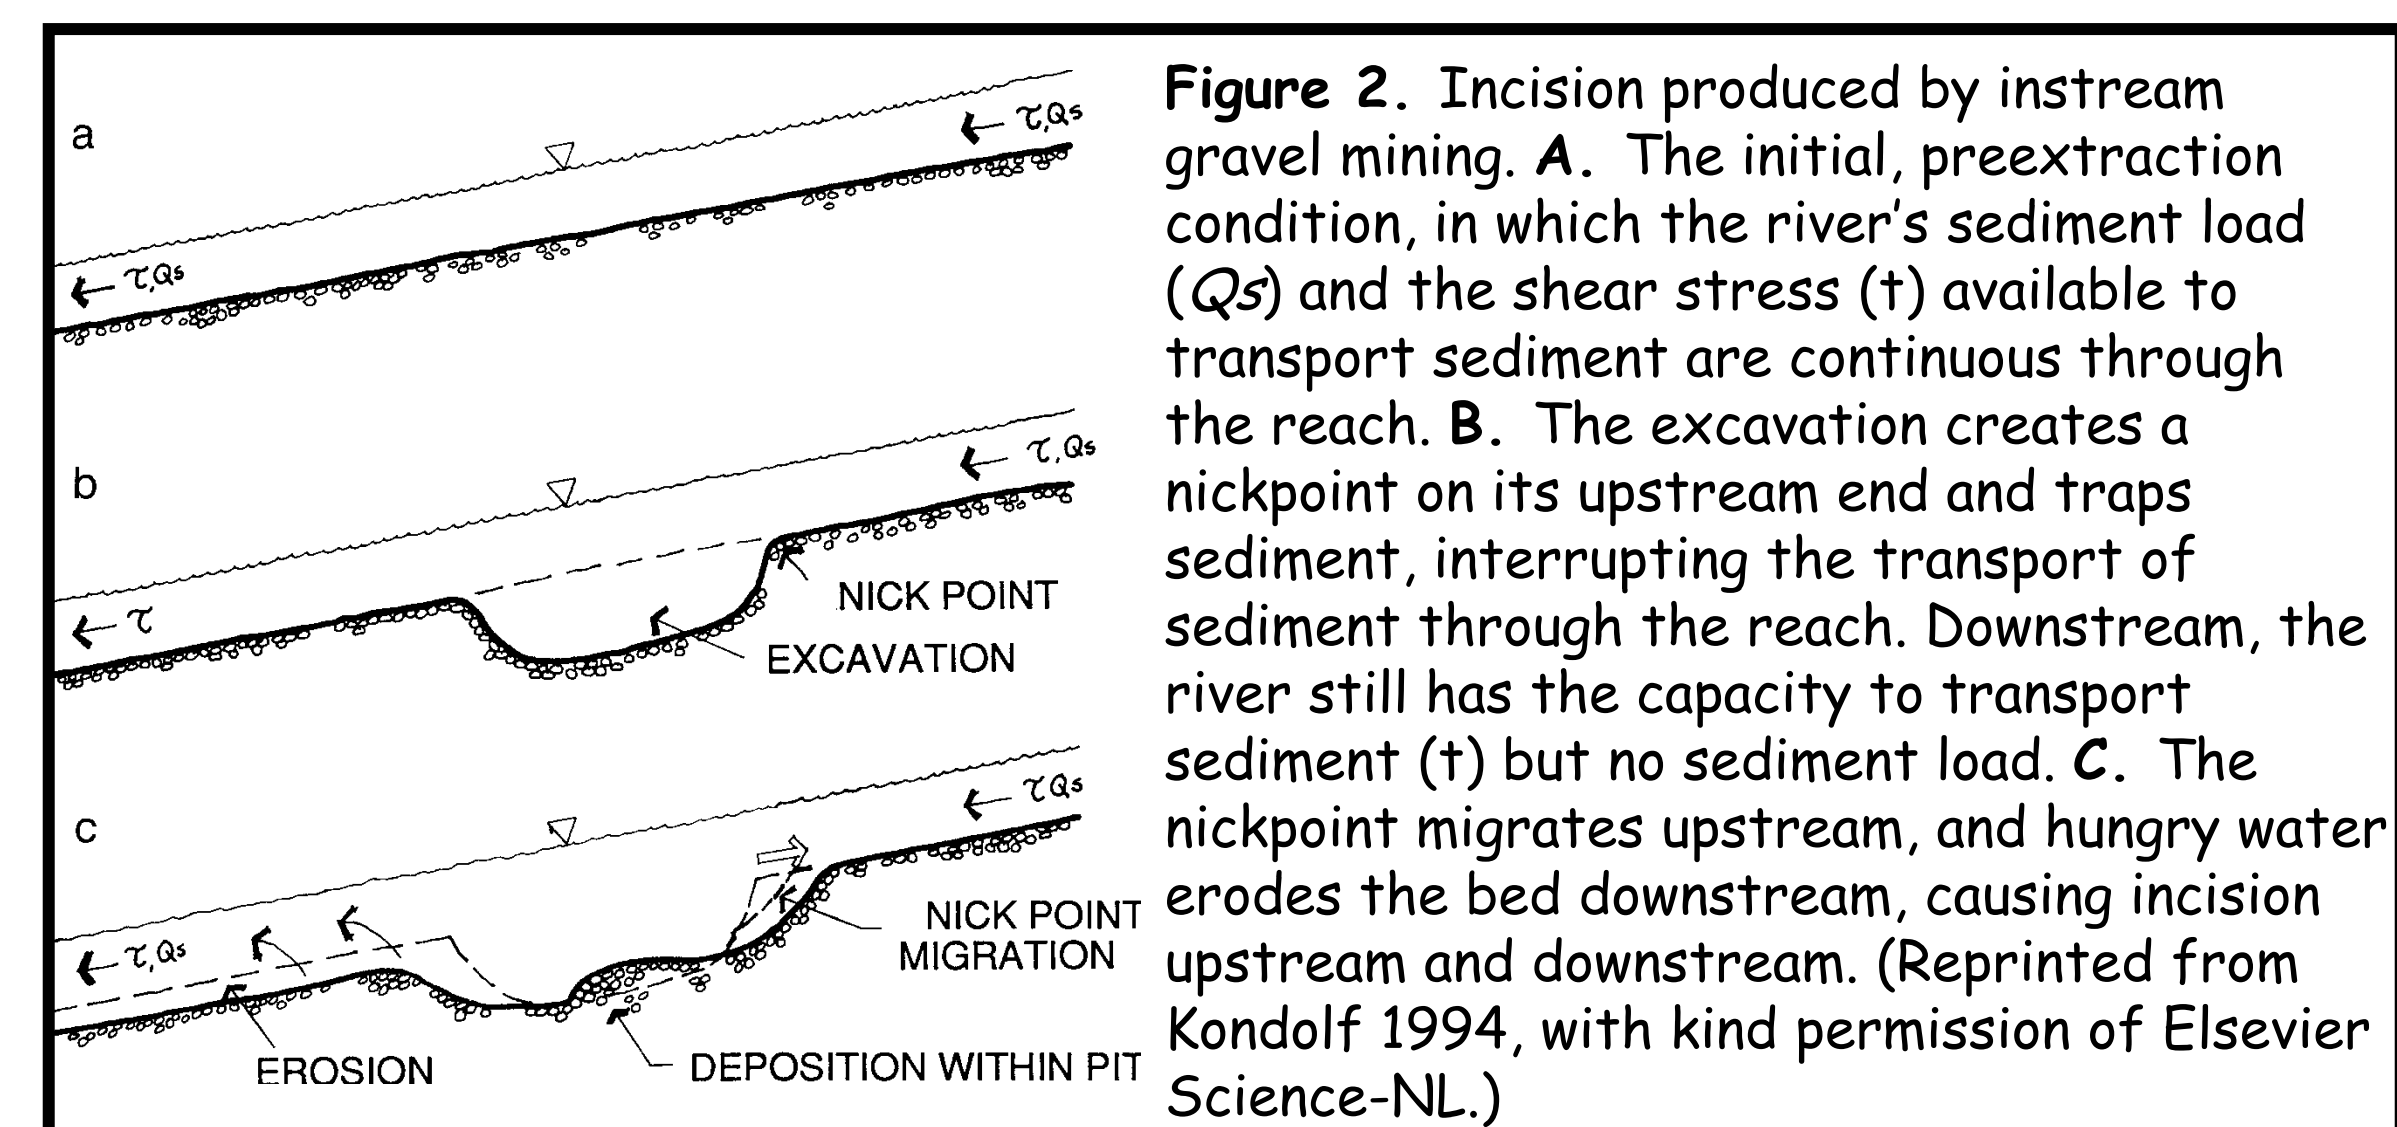 a
τ,Qs
τ,Qs
b
τ,Qs
NICK POINT
τ
EXCAVATION
c
τQs
NICK POINT
MIGRATION
τ,Qs
EROSION
DEPOSITION WITHIN PIT
Figure 2. Incision produced by instream
gravel mining. A. The initial, preextraction
condition, in which the river's sediment load
(Qs) and the shear stress (t) available to
transport sediment are continuous through
the reach. B. The excavation creates a
nickpoint on its upstream end and traps
sediment, interrupting the transport of
sediment through the reach. Downstream, the
river still has the capacity to transport
sediment (t) but no sediment load. C. The
nickpoint migrates upstream, and hungry water
erodes the bed downstream, causing incision
upstream and downstream. (Reprinted from
Kondolf 1994, with kind permission of Elsevier
Science-NL.)